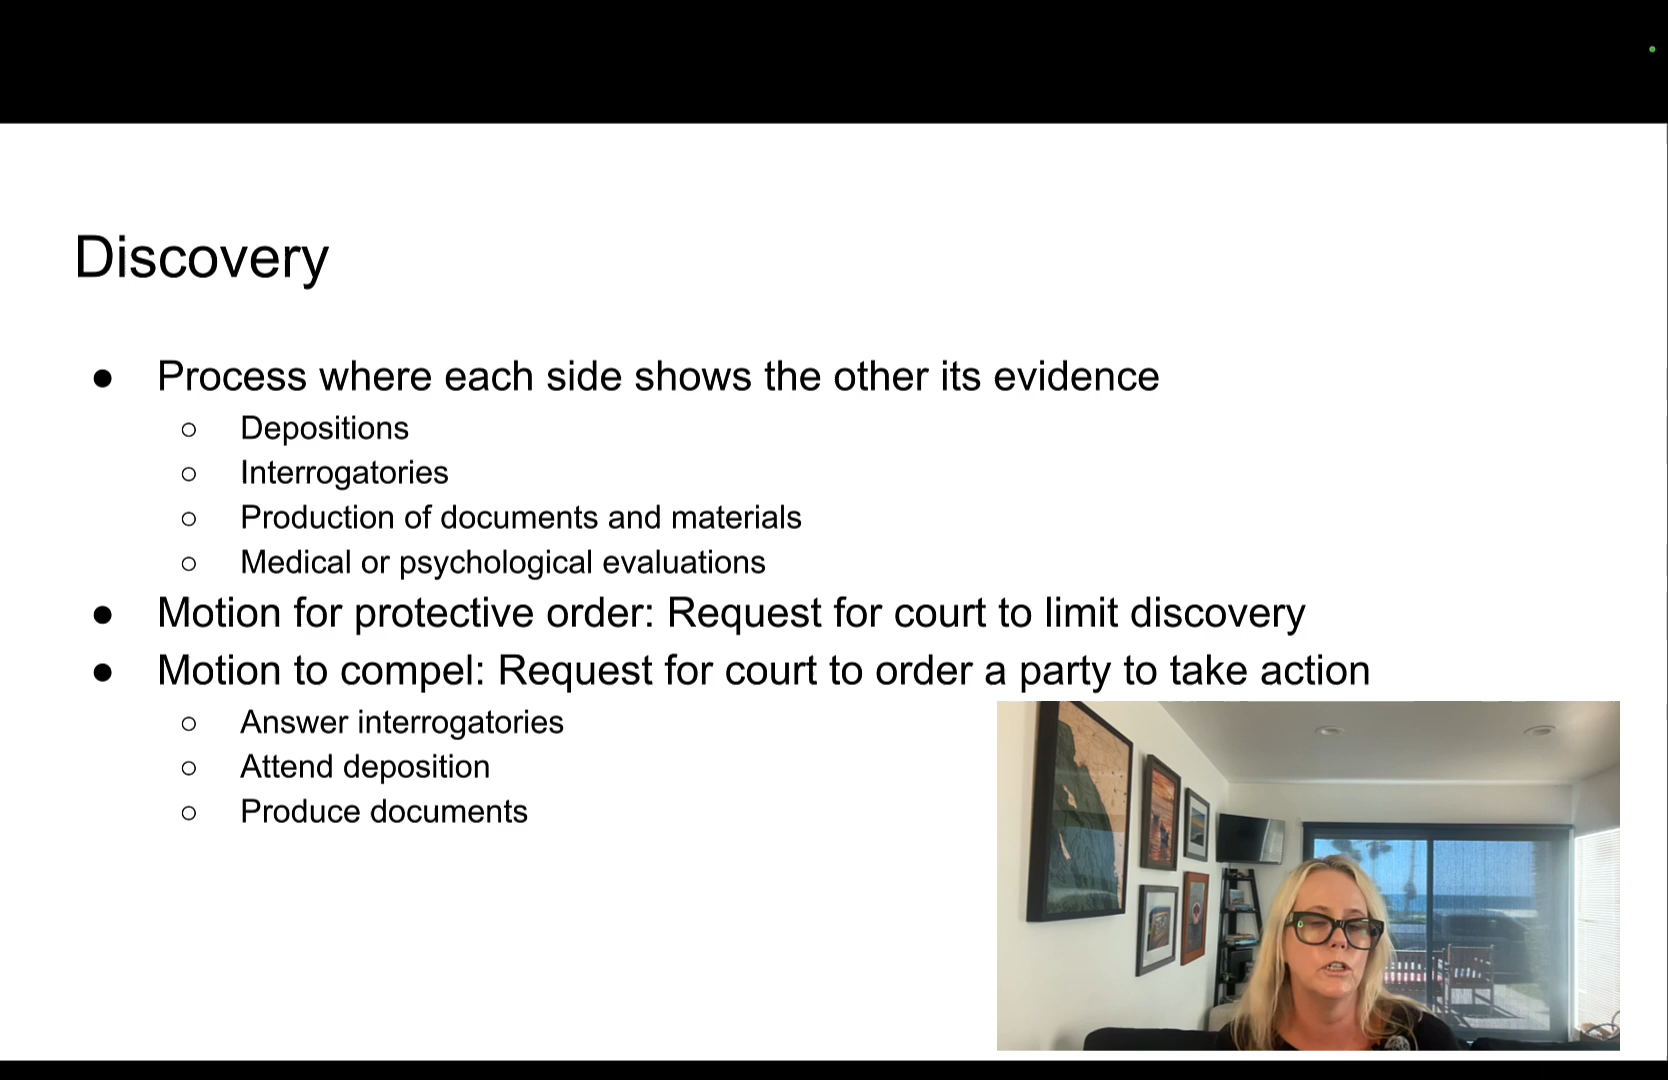 Discovery
● Process where each side shows the other its evidence
○ Depositions
○ Interrogatories
○ Production of documents and materials
○ Medical or psychological evaluations
● Motion for protective order: Request for court to limit discovery
● Motion to compel: Request for court to order a party to take action
○ Answer interrogatories
○ Attend deposition
○ Produce documents